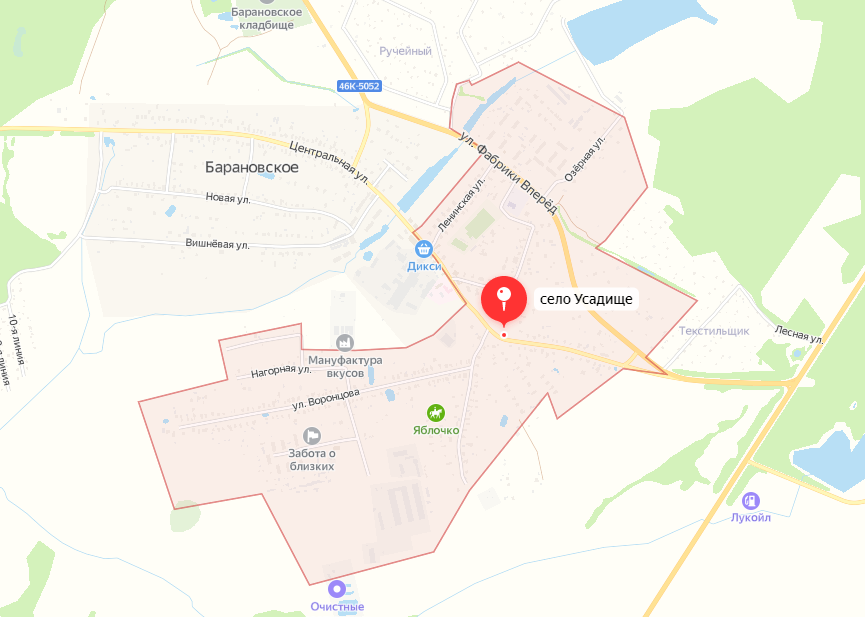 Барановское
кладбище
Ручейный
46К-5052
ул. Фабрики Вперёд
Озёрная ул.
Центральная ул.
Барановское
Ленинская ул.
Новая ул.
Вишнёвая ул.
Дикси
село Усадище
10-я линия
линия
Текстильщик
Лесная ул.
Мануфактура
вкусов
Нагорная ул.
ул. Воронцова
Яблочко
Забота о
близких
Лукойл
Очистные